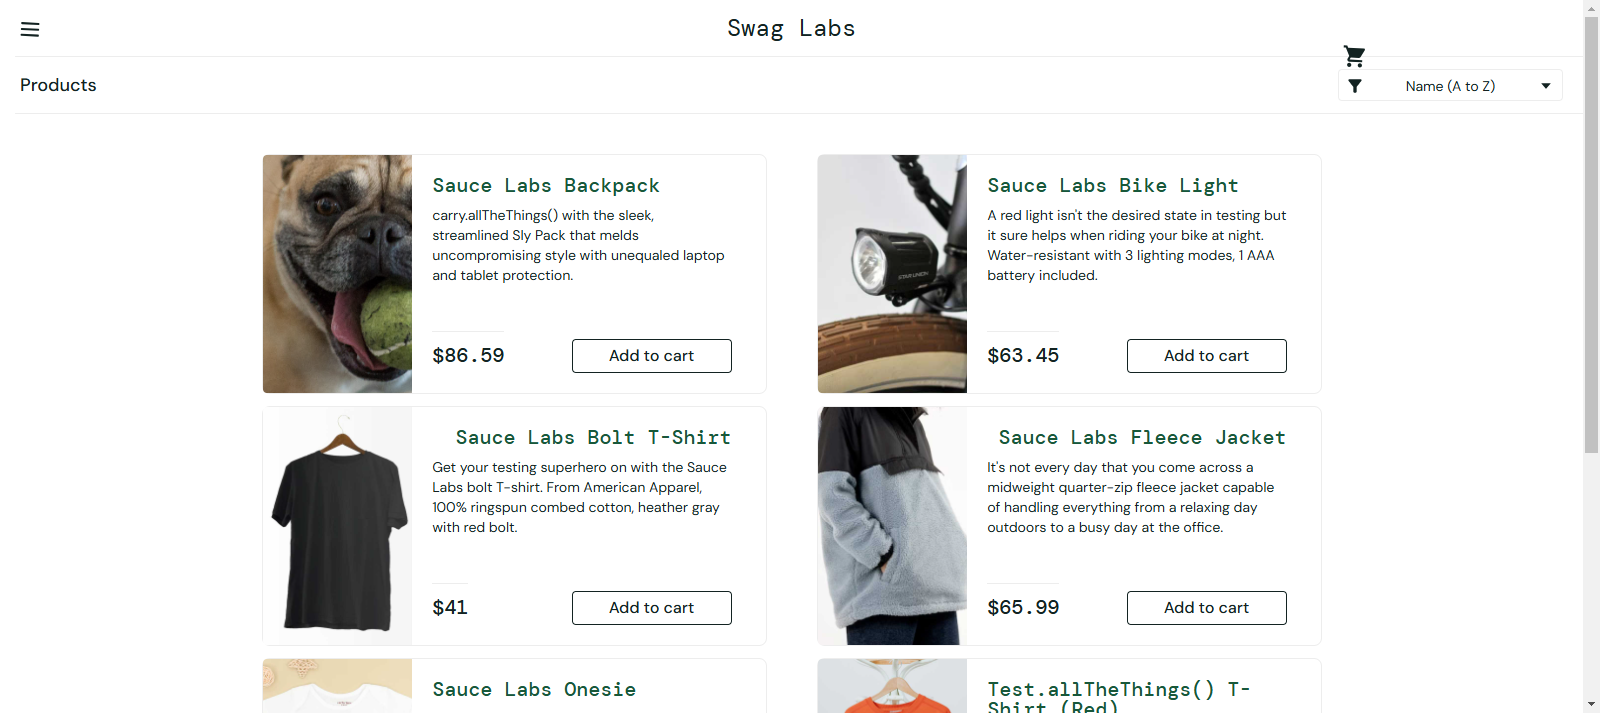 Swag Labs
Products
Name (A to Z)
Sauce Labs Backpack
carry.allTheThings() with the sleek,
streamlined Sly Pack that melds
uncompromising style with unequaled laptop
and tablet protection.
$86.59
Add to cart
Sauce Labs Bike Light
A red light isn't the desired state in testing but
it sure helps when riding your bike at night.
Water-resistant with 3 lighting modes, 1 AAA
battery included.
$63.45
Add to cart
STAR UNION
Sauce Labs Bolt T-Shirt
Get your testing superhero on with the Sauce
Labs bolt T-shirt. From American Apparel,
100% ringspun combed cotton, heather gray
with red bolt.
$41
Add to cart
Sauce Labs Fleece Jacket
It's not every day that you come across a
midweight quarter-zip fleece jacket capable
of handling everything from a relaxing day
outdoors to a busy day at the office.
$65.99
Add to cart
Sauce Labs Onesie
Test.allTheThings() T-
Shirt (Red)